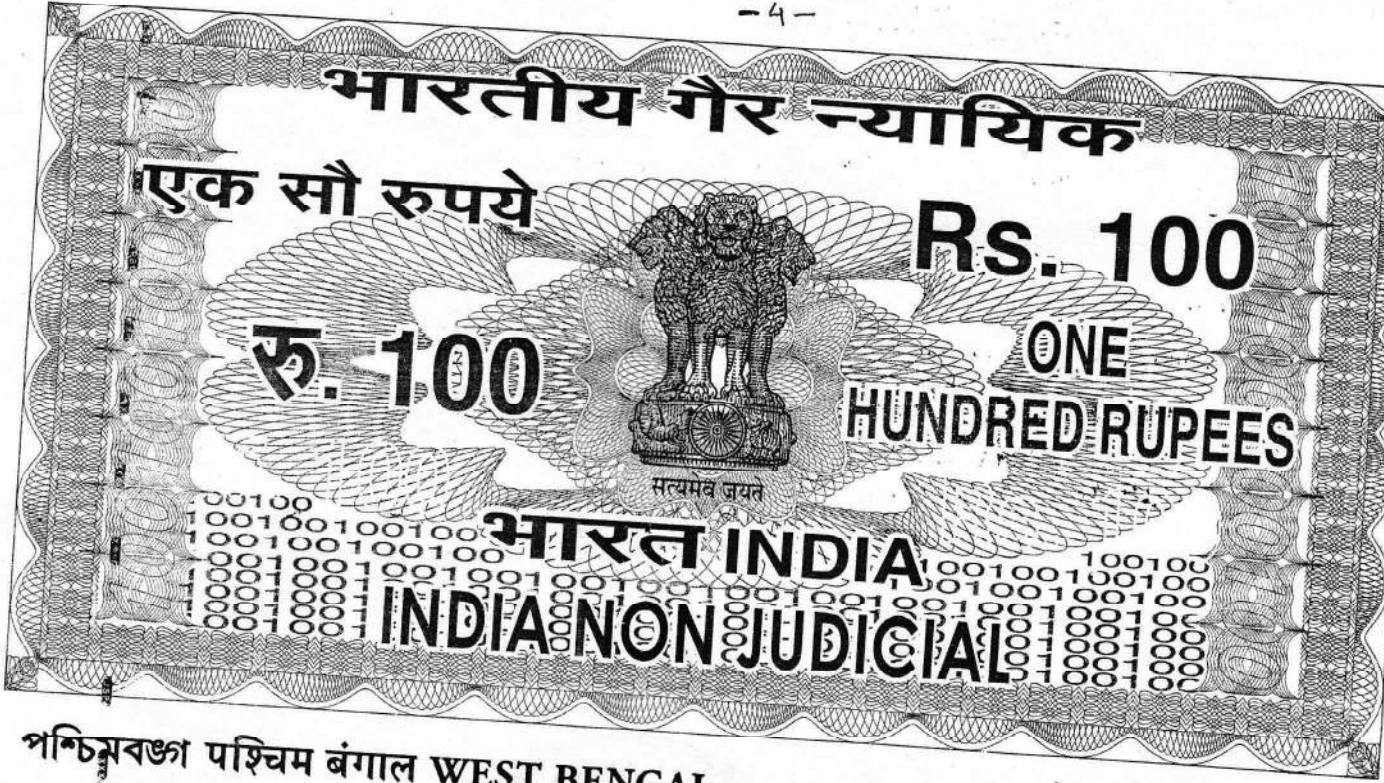 -4-
भारतीय गैर न्यायिक
एक सौ रुपये
Rs. 100
रु. 100
ONE
HUNDRED RUPEES
सत्यमेव जयते
भारत INDIA
INDIA NON JUDICIAL
পশ্চিমবঙ্গ पश्चिम बंगाल WEST BENGAL